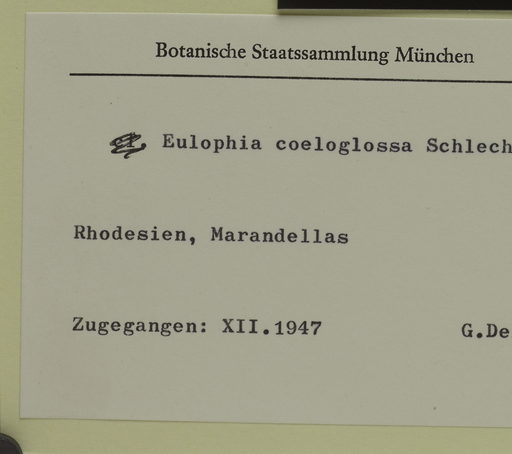 Botanische Staatssammlung München
Eulophia coeloglossa Schlech
Rhodesien, Marandellas
Zugegangen: XII.1947 G.De